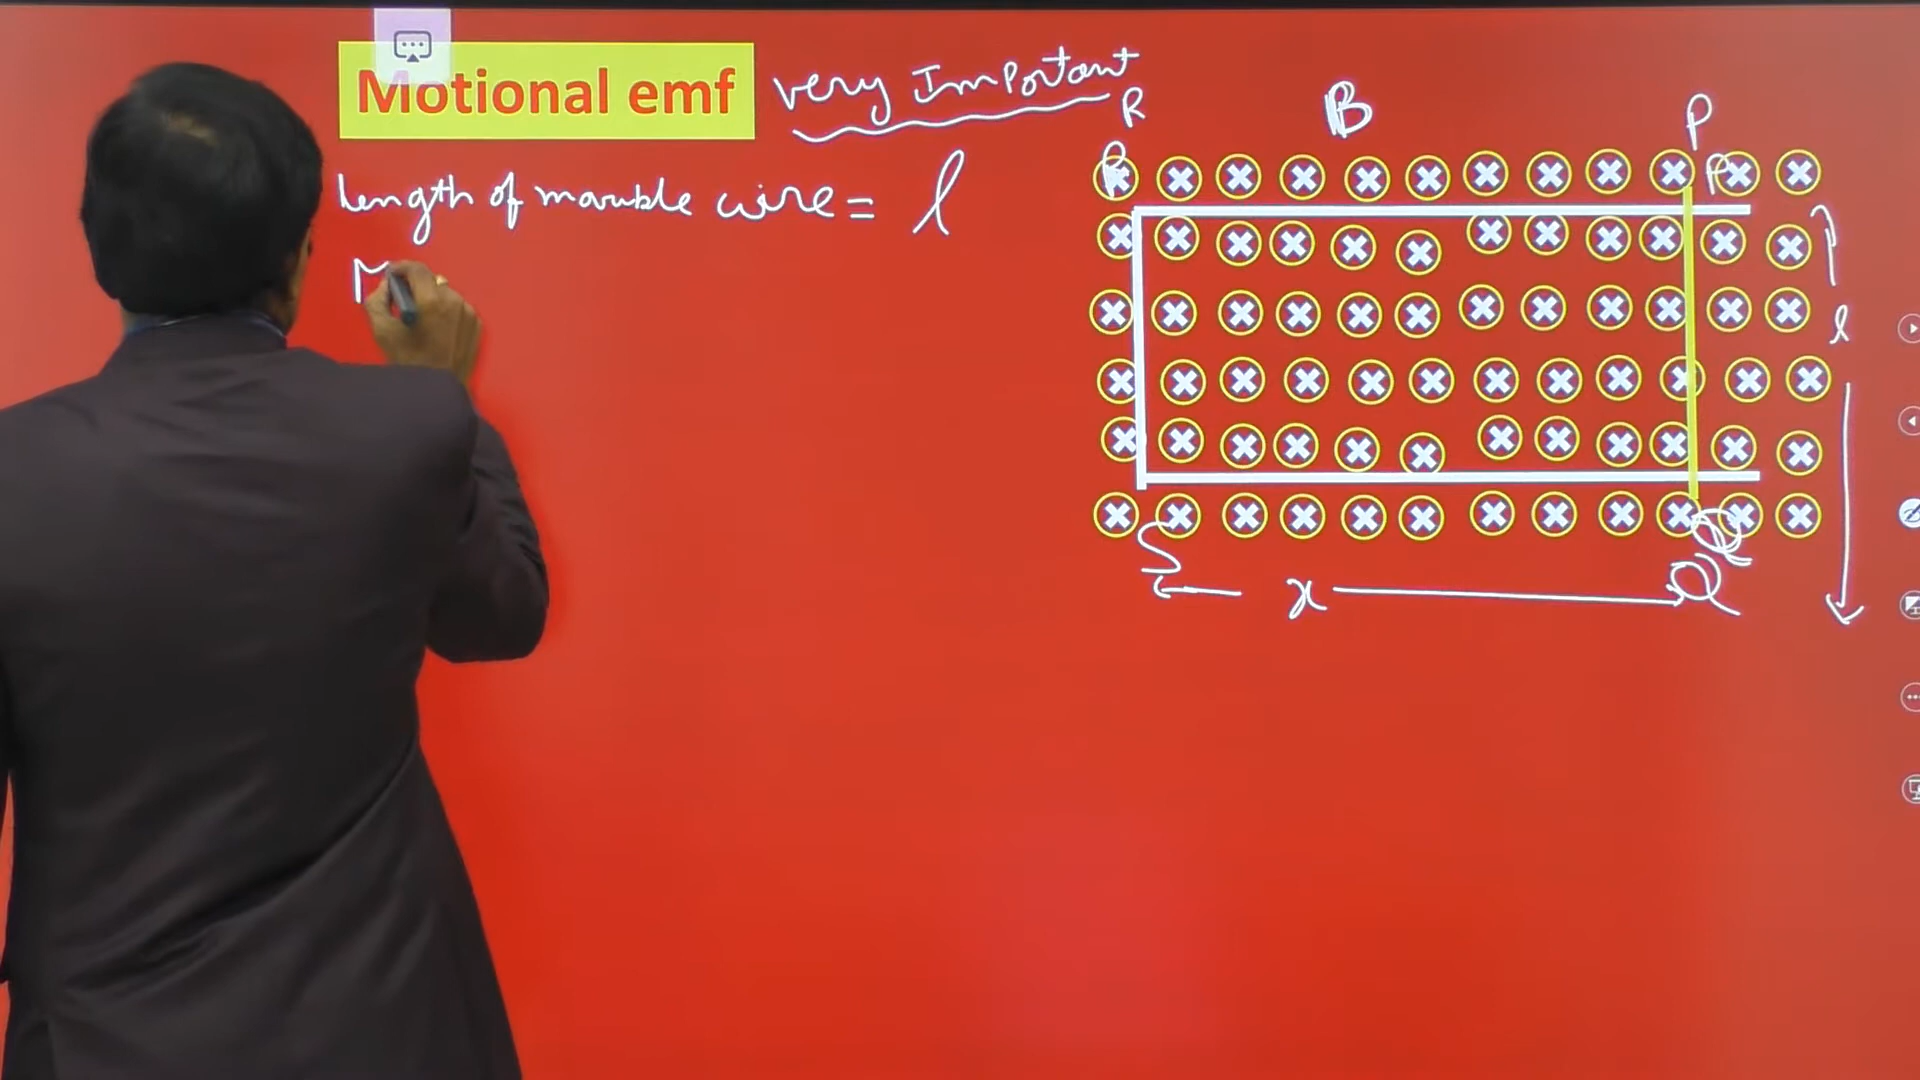 Motional emf very Important
R B P
R P
length of movable wire = l
M
l
S Q
x Q